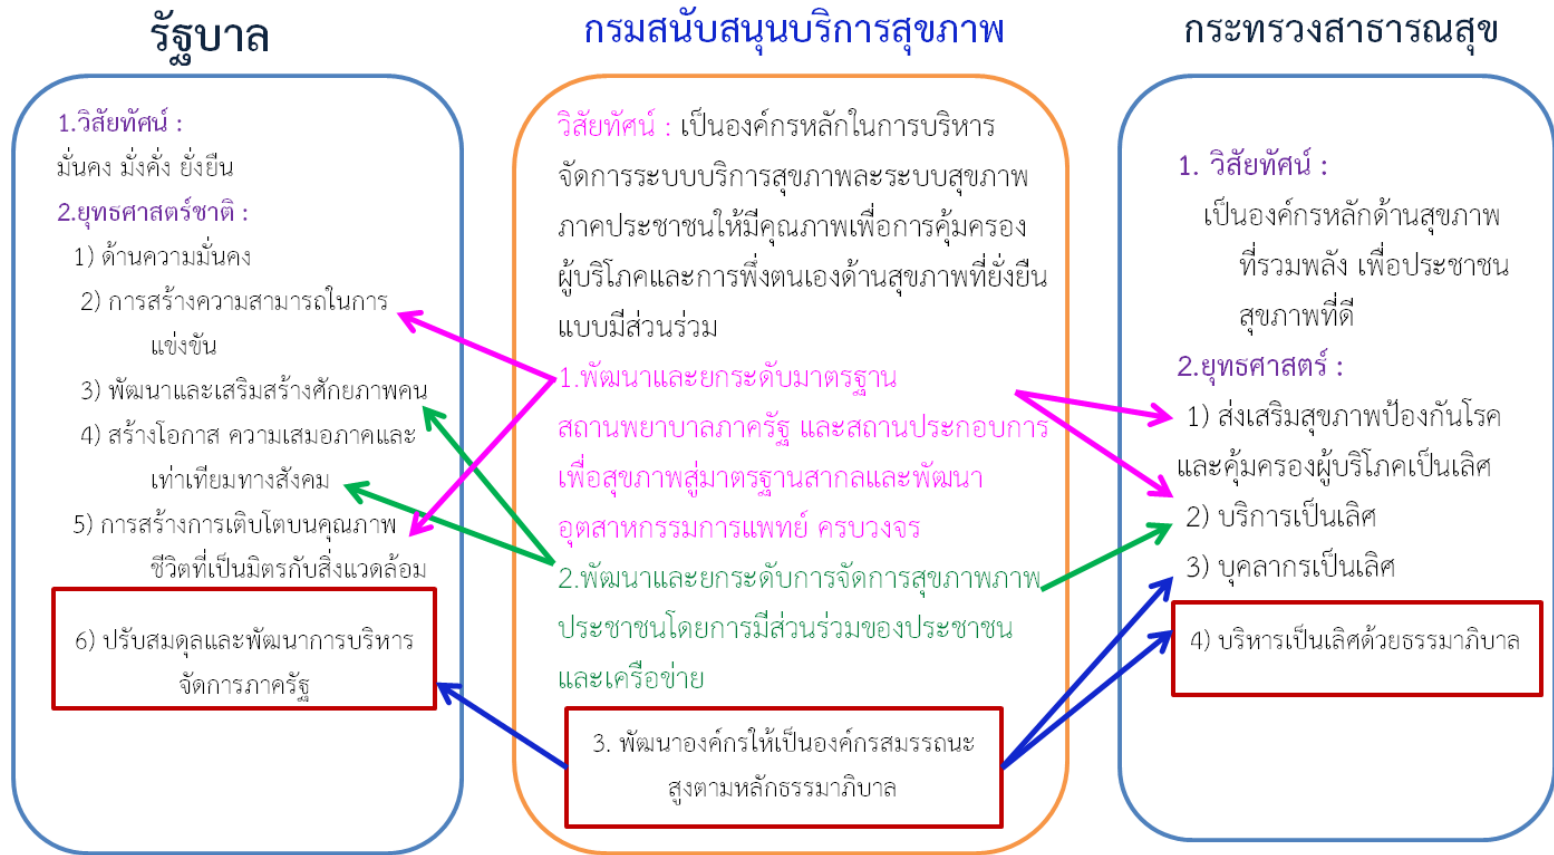 รัฐบาล
1.วิสัยทัศน์ :
มั่นคง มั่งคั่ง ยั่งยืน
2.ยุทธศาสตร์ชาติ :
1) ด้านความมั่นคง
2) การสร้างความสามารถในการ
แข่งขัน
3) พัฒนาและเสริมสร้างศักยภาพคน
4) สร้างโอกาส ความเสมอภาคและ
เท่าเทียมทางสังคม
5) การสร้างการเติบโตบนคุณภาพ
ชีวิตที่เป็นมิตรกับสิ่งแวดล้อม
6) ปรับสมดุลและพัฒนาการบริหาร
จัดการภาครัฐ
กรมสนับสนุนบริการสุขภาพ
วิสัยทัศน์ : เป็นองค์กรหลักในการบริหาร
จัดการระบบบริการสุขภาพละระบบสุขภาพ
ภาคประชาชนให้มีคุณภาพเพื่อการคุ้มครอง
ผู้บริโภคและการพึ่งตนเองด้านสุขภาพที่ยั่งยืน
แบบมีส่วนร่วม
1.พัฒนาและยกระดับมาตรฐาน
สถานพยาบาลภาครัฐ และสถานประกอบการ
เพื่อสุขภาพสู่มาตรฐานสากลและพัฒนา
อุตสาหกรรมการแพทย์ ครบวงจร
2.พัฒนาและยกระดับการจัดการสุขภาพภาพ
ประชาชนโดยการมีส่วนร่วมของประชาชน
และเครือข่าย
3. พัฒนาองค์กรให้เป็นองค์กรสมรรถนะ
สูงตามหลักธรรมาภิบาล
กระทรวงสาธารณสุข
1. วิสัยทัศน์ :
เป็นองค์กรหลักด้านสุขภาพ
ที่รวมพลัง เพื่อประชาชน
สุขภาพที่ดี
2.ยุทธศาสตร์ :
1) ส่งเสริมสุขภาพป้องกันโรค
และคุ้มครองผู้บริโภคเป็นเลิศ
2) บริการเป็นเลิศ
3) บุคลากรเป็นเลิศ
4) บริหารเป็นเลิศด้วยธรรมาภิบาล